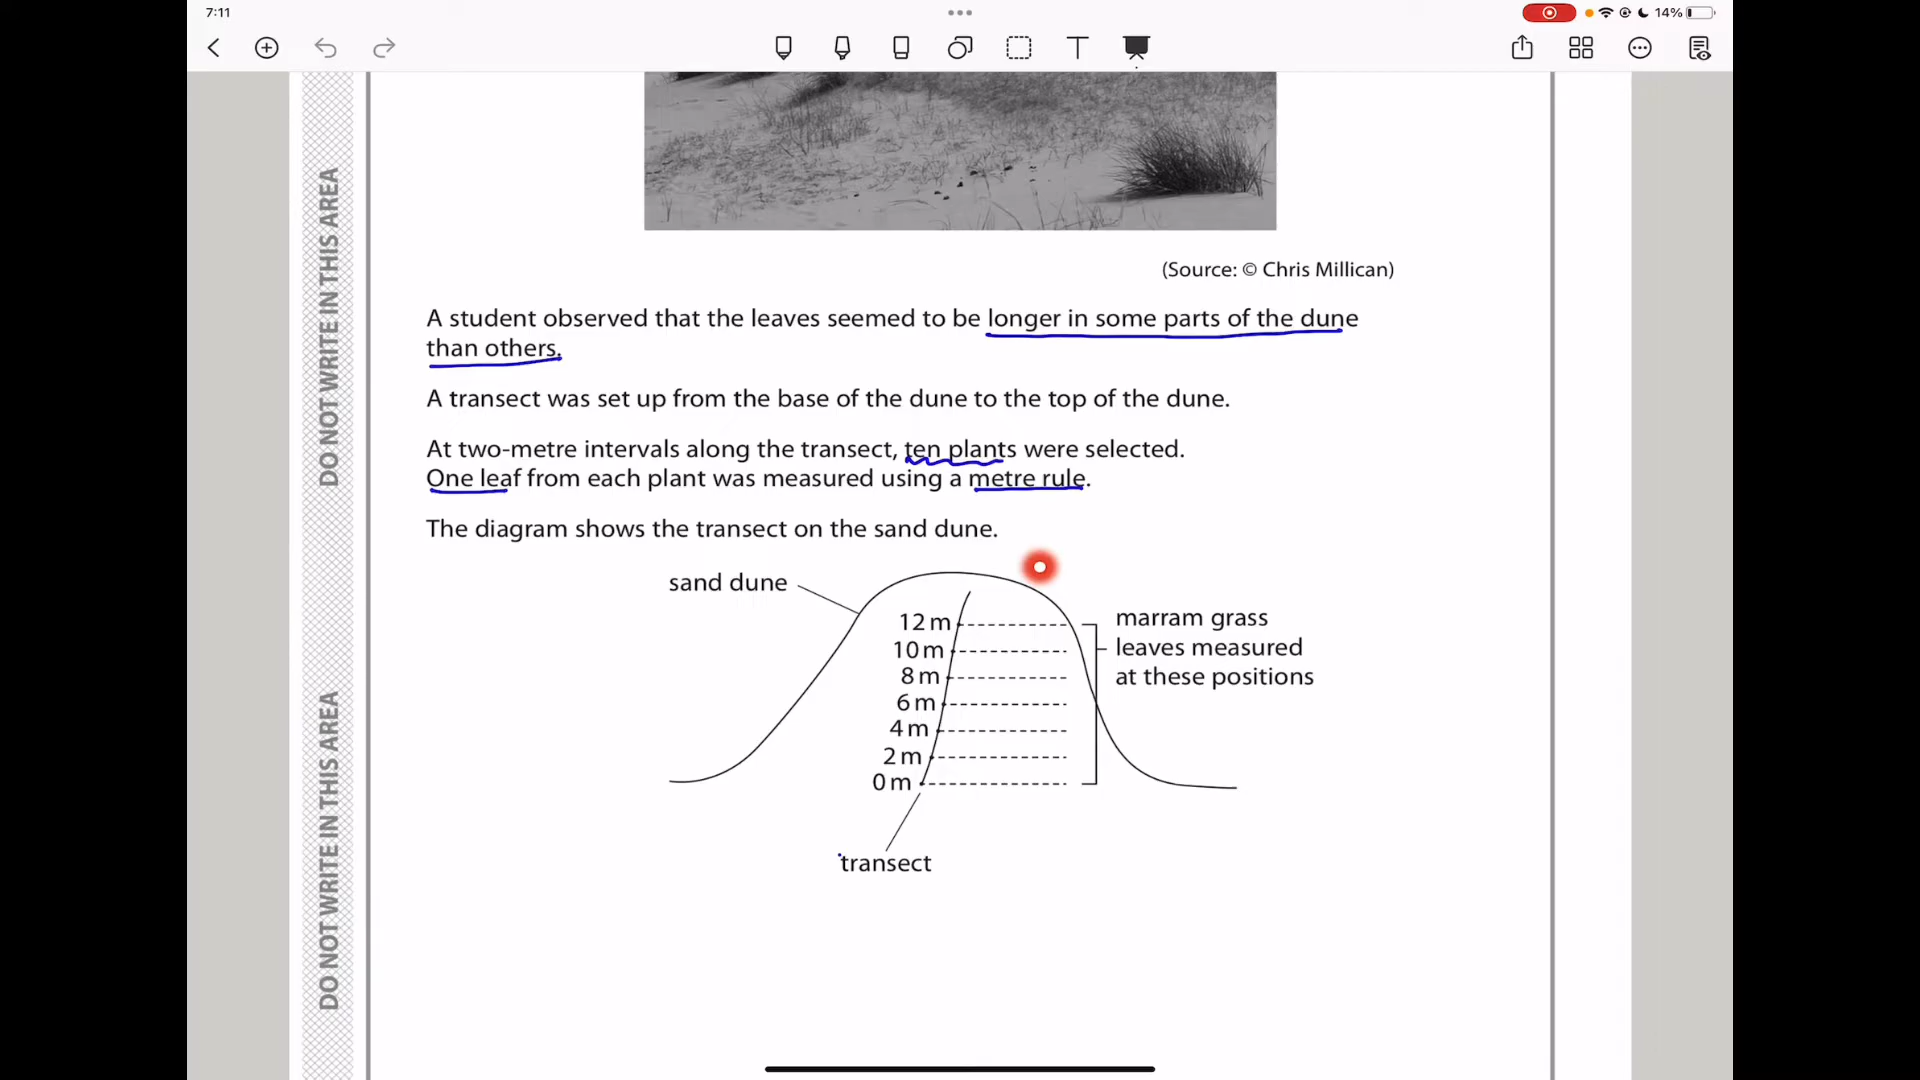 7:11
14%
DO NOT WRITE IN THIS AREA
(Source: © Chris Millican)
A student observed that the leaves seemed to be longer in some parts of the dune
than others.
A transect was set up from the base of the dune to the top of the dune.
At two-metre intervals along the transect, ten plants were selected.
One leaf from each plant was measured using a metre rule.
The diagram shows the transect on the sand dune.
sand dune
12 m
10 m
8 m
6 m
4 m
2 m
0 m
marram grass
leaves measured
at these positions
transect
DO NOT WRITE IN THIS AREA